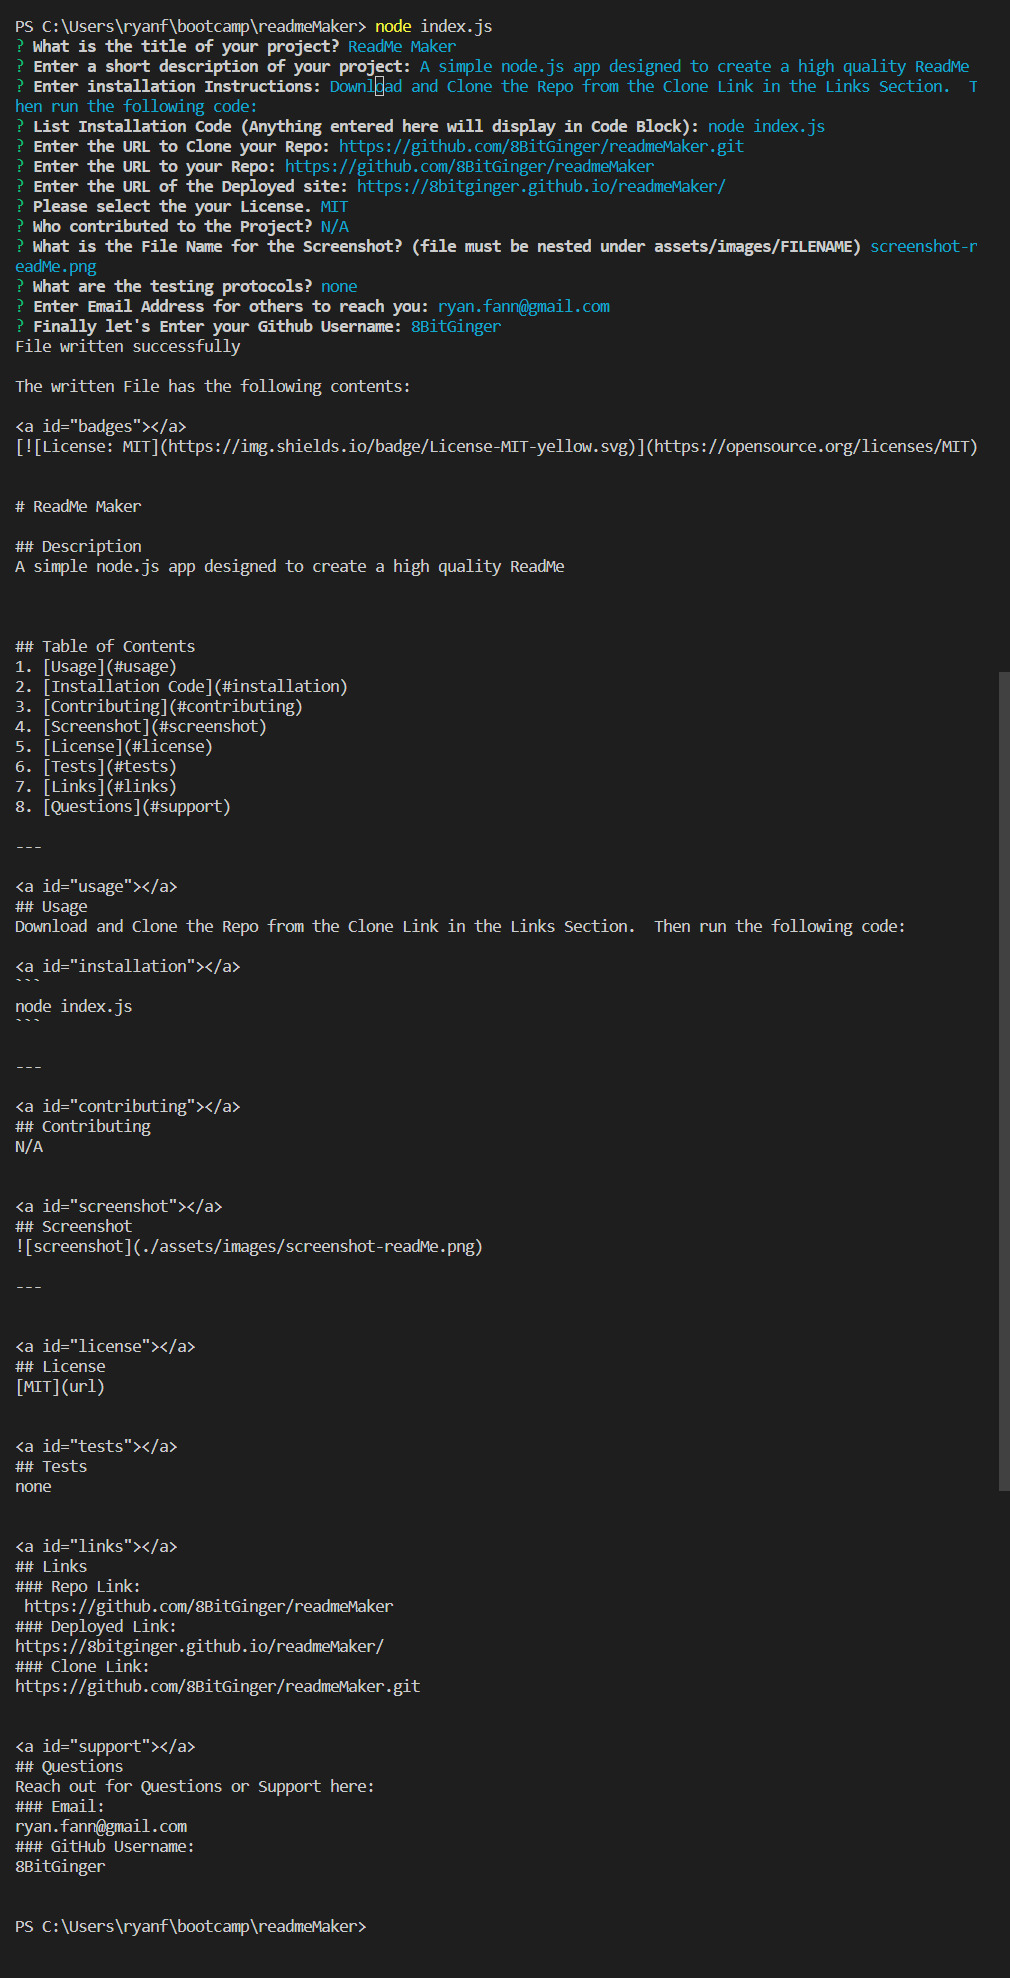 PS C:\Users\ryanf\bootcamp\readmeMaker> node index.js
? What is the title of your project? ReadMe Maker
? Enter a short description of your project: A simple node.js app designed to create a high quality ReadMe
? Enter installation Instructions: Download and Clone the Repo from the Clone Link in the Links Section.  T
hen run the following code:
? List Installation Code (Anything entered here will display in Code Block): node index.js
? Enter the URL to Clone your Repo: https://github.com/8BitGinger/readmeMaker.git
? Enter the URL to your Repo: https://github.com/8BitGinger/readmeMaker
? Enter the URL of the Deployed site: https://8bitginger.github.io/readmeMaker/
? Please select the your License. MIT
? Who contributed to the Project? N/A
? What is the File Name for the Screenshot? (file must be nested under assets/images/FILENAME) screenshot-r
eadMe.png
? What are the testing protocols? none
? Enter Email Address for others to reach you: ryan.fann@gmail.com
? Finally let's Enter your Github Username: 8BitGinger
File written successfully

The written File has the following contents:

<a id="badges"></a>
[![License: MIT](https://img.shields.io/badge/License-MIT-yellow.svg)](https://opensource.org/licenses/MIT)

# ReadMe Maker

## Description
A simple node.js app designed to create a high quality ReadMe

## Table of Contents
1. [Usage](#usage)
2. [Installation Code](#installation)
3. [Contributing](#contributing)
4. [Screenshot](#screenshot)
5. [License](#license)
6. [Tests](#tests)
7. [Links](#links)
8. [Questions](#support)

---

<a id="usage"></a>
## Usage
Download and Clone the Repo from the Clone Link in the Links Section.  Then run the following code:

<a id="installation"></a>
```
node index.js
```

---

<a id="contributing"></a>
## Contributing
N/A

<a id="screenshot"></a>
## Screenshot
![screenshot](./assets/images/screenshot-readMe.png)

---

<a id="license"></a>
## License
[MIT](url)

<a id="tests"></a>
## Tests
none

<a id="links"></a>
## Links
### Repo Link:
 https://github.com/8BitGinger/readmeMaker
### Deployed Link:
https://8bitginger.github.io/readmeMaker/
### Clone Link:
https://github.com/8BitGinger/readmeMaker.git

<a id="support"></a>
## Questions
Reach out for Questions or Support here:
### Email:
ryan.fann@gmail.com
### GitHub Username:
8BitGinger

PS C:\Users\ryanf\bootcamp\readmeMaker>